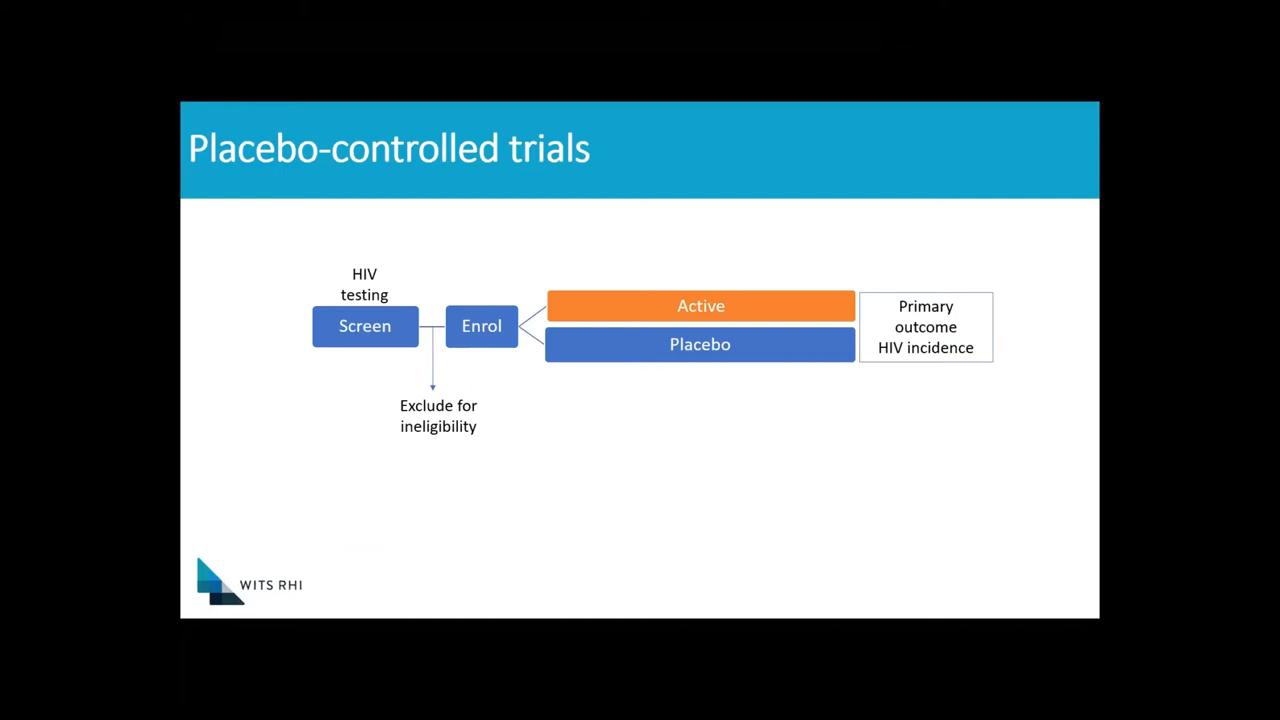 Placebo-controlled trials
HIV
testing
Screen
Enrol
Active
Placebo
Primary
outcome
HIV incidence
Exclude for
ineligibility
WITS RHI